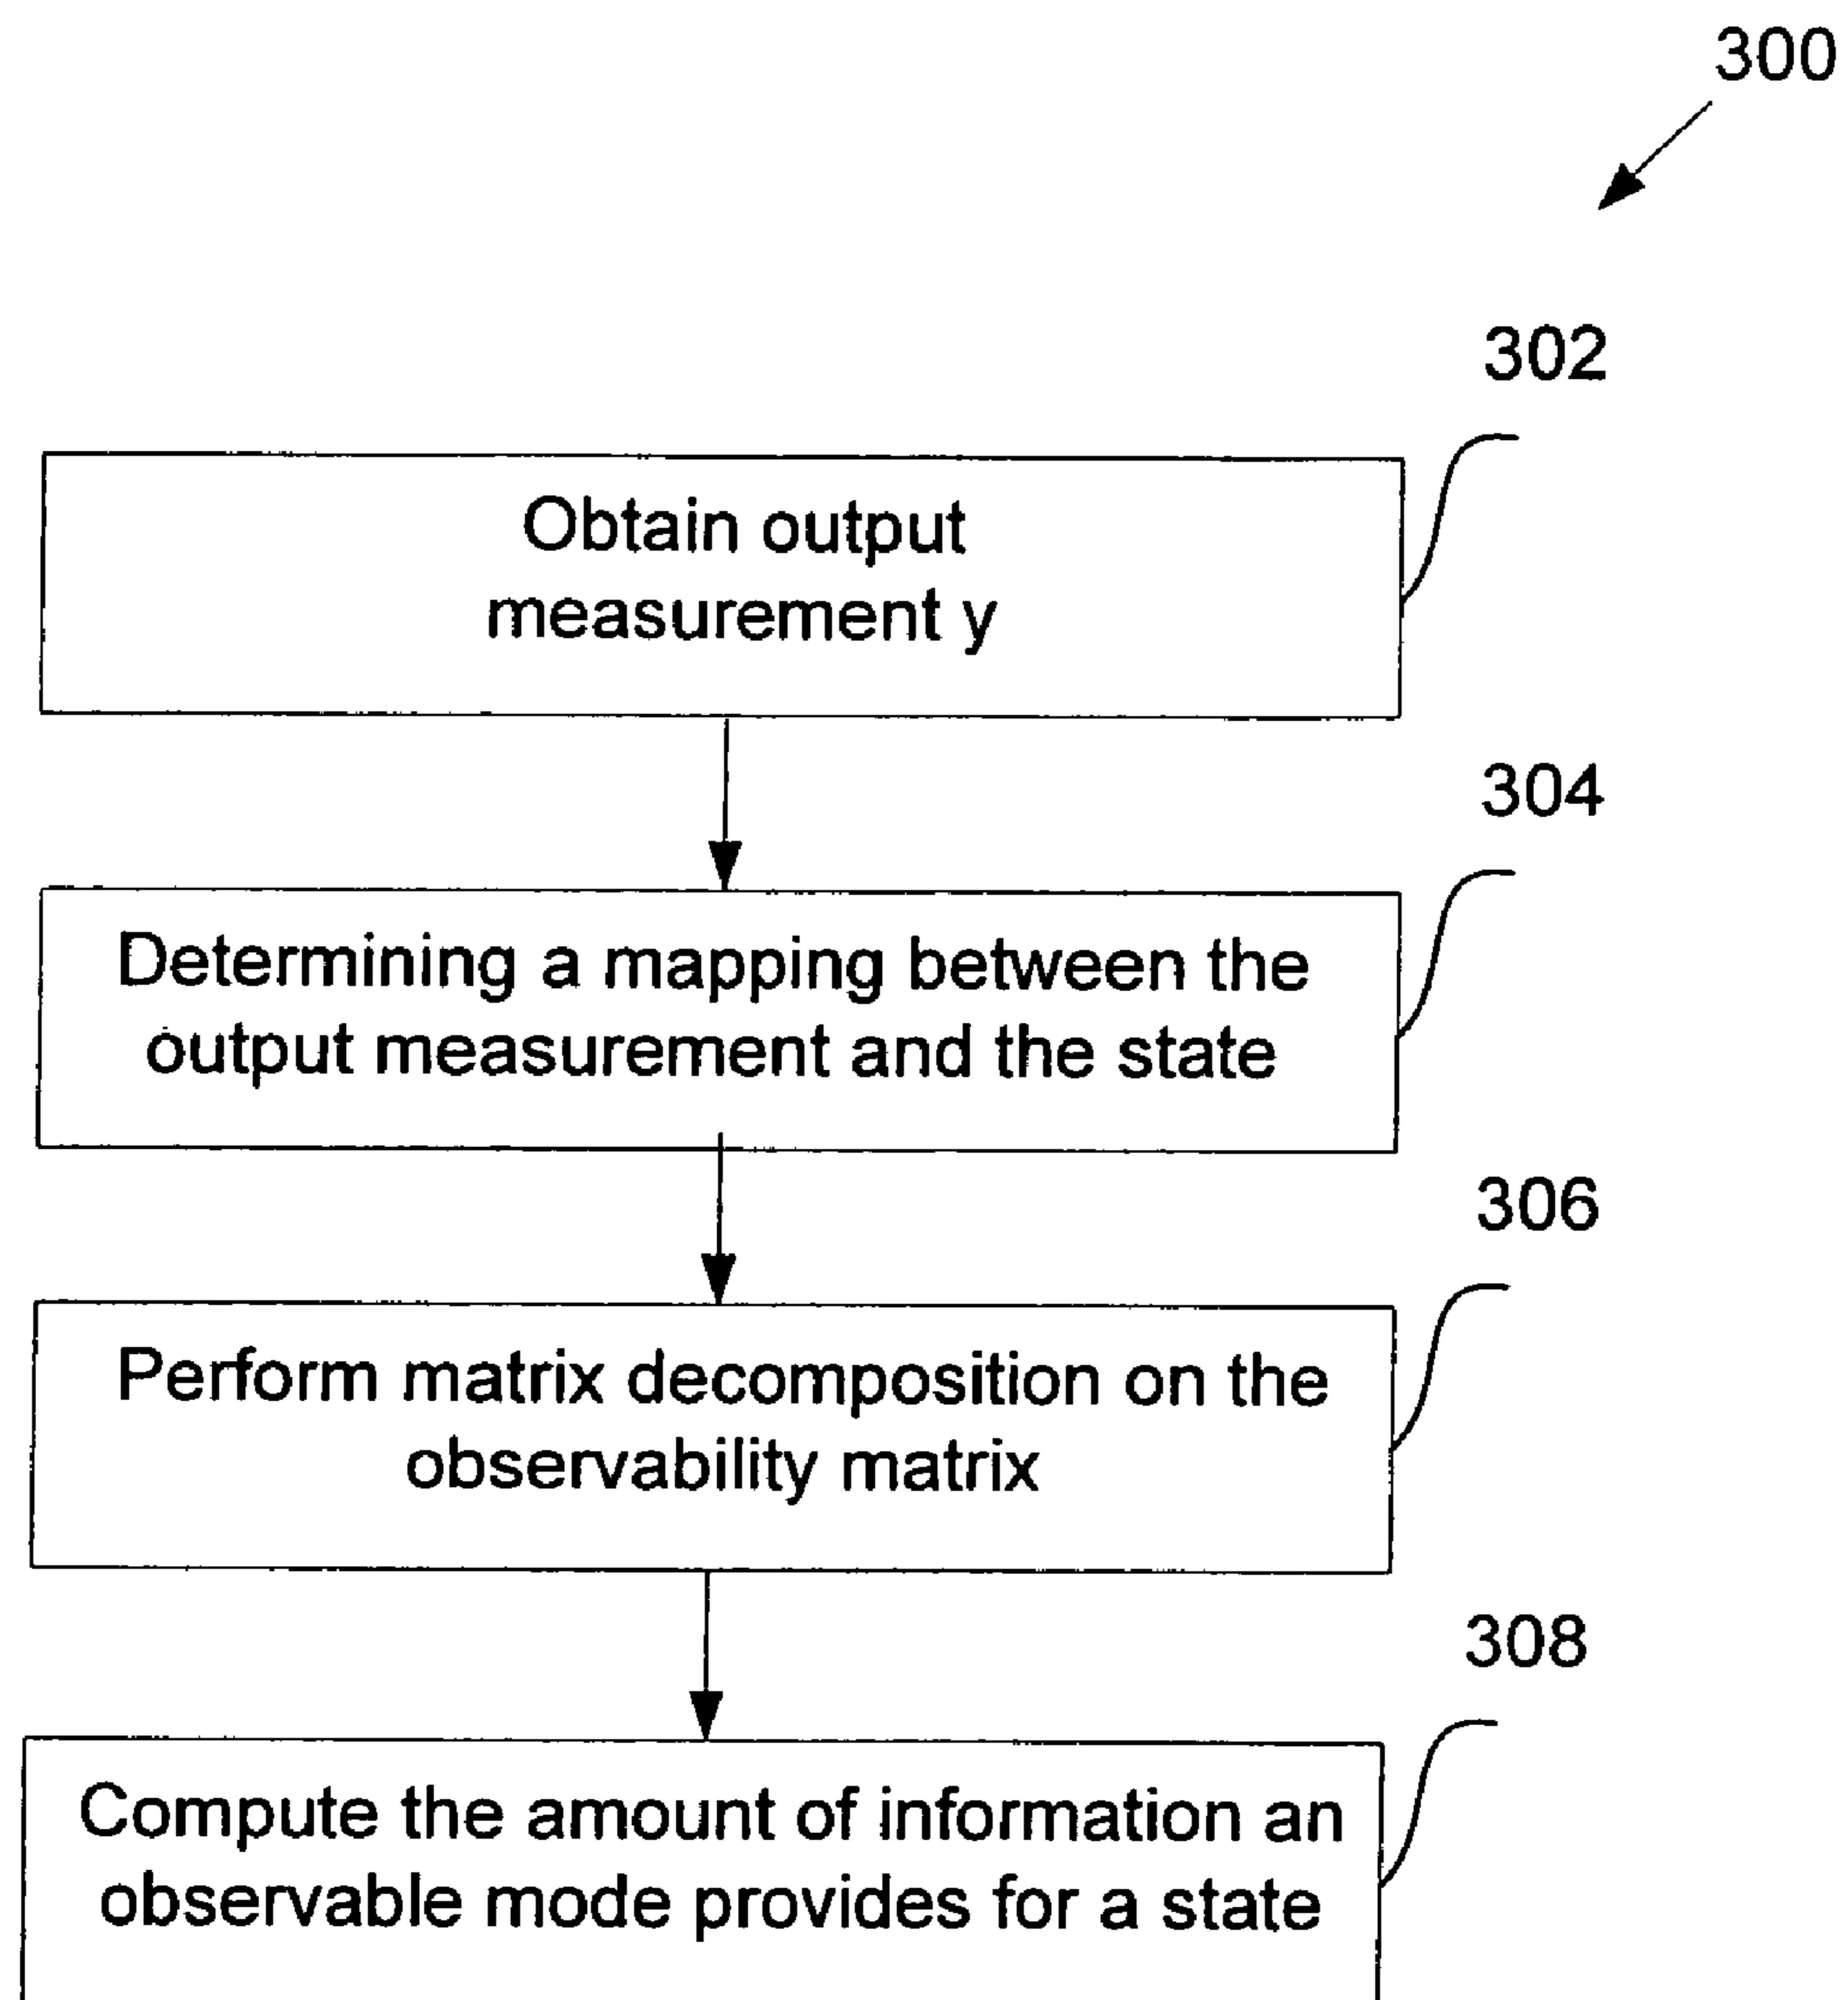 300
302
Obtain output
measurement y
304
Determining a mapping between the
output measurement and the state
306
Perform matrix decomposition on the
observability matrix
308
Compute the amount of information an
observable mode provides for a state